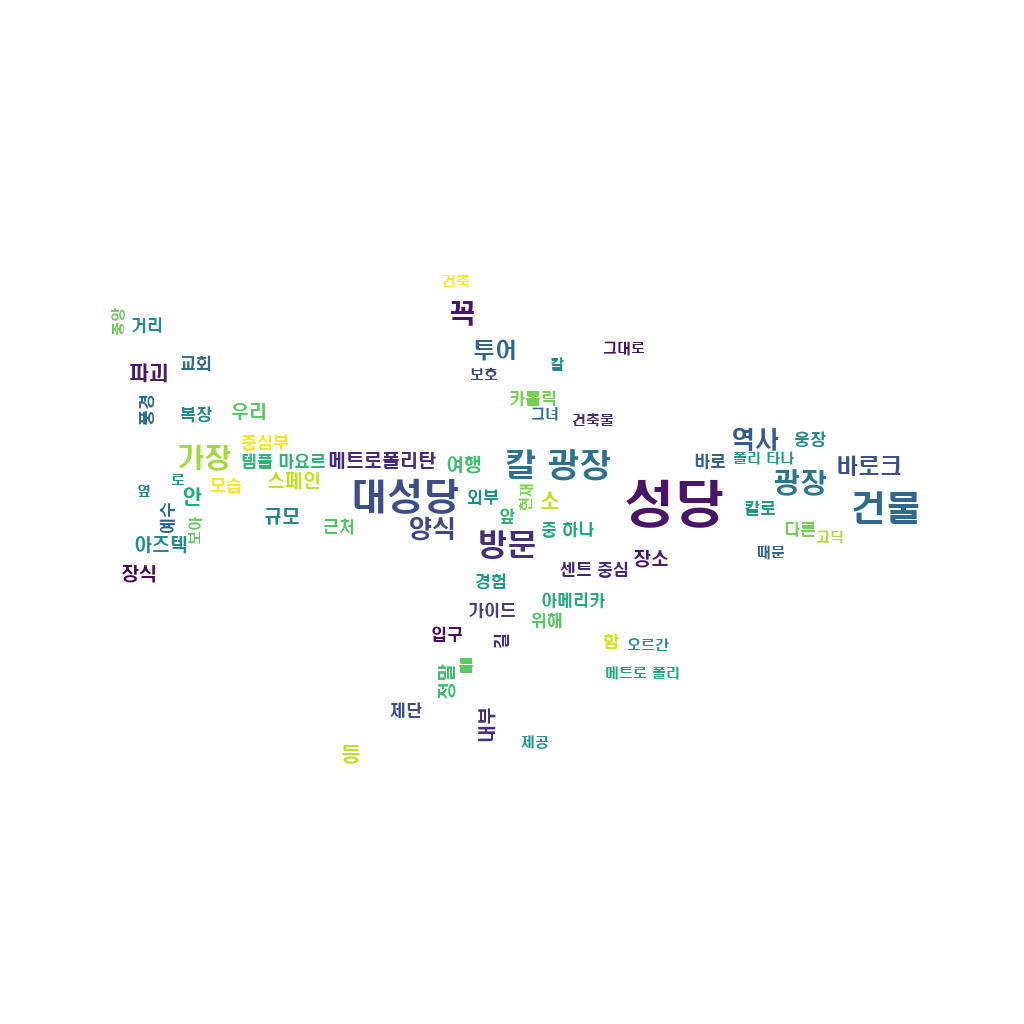 건축
꼭
중앙
거리
투어
그대로
파괴
교회
칼
보호
풍경
복장
우리
카톨릭
그녀
건축물
중심부
역사
웅장
가장
템플 마요르
메트로폴리탄
여행
칼 광장
바로
폴리 타나
바로크
로
모습
스페인
광장
옆
안
대성당
외부
현재
소
성당
건물
예수
규모
근처
양식
앞
칼로
보아
중 하나
다른
고딕
아즈텍
방문
때문
장식
센트 중심
장소
경험
아메리카
가이드
위해
입구
길
함
오르간
정말
메트로 폴리
제단
내부
제공
등